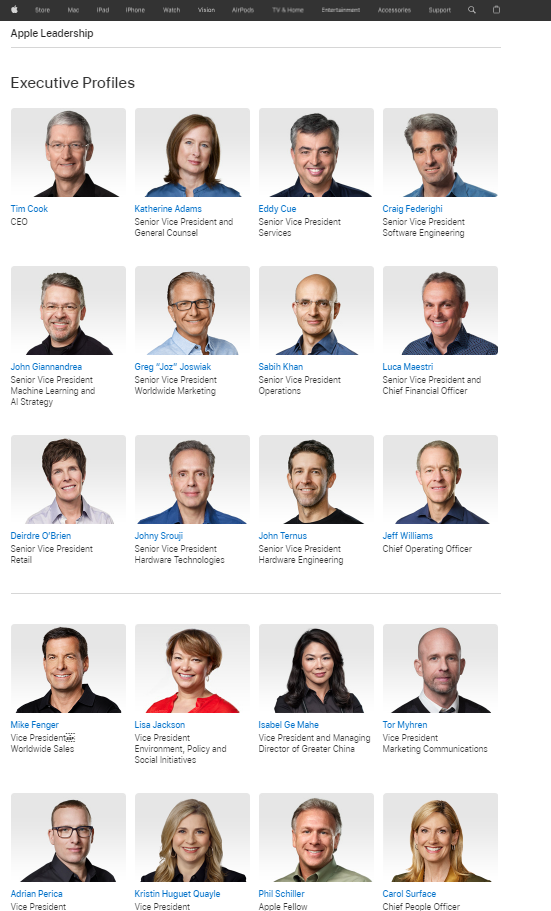 Store Mac iPad iPhone Watch Vision AirPods TV & Home Entertainment Accessories Support
Apple Leadership
Executive Profiles
Tim Cook
CEO
Katherine Adams
Senior Vice President and
General Counsel
Eddy Cue
Senior Vice President
Services
Craig Federighi
Senior Vice President
Software Engineering
John Giannandrea
Senior Vice President
Machine Learning and
AI Strategy
Greg “Joz” Joswiak
Senior Vice President
Worldwide Marketing
Sabih Khan
Senior Vice President
Operations
Luca Maestri
Senior Vice President and
Chief Financial Officer
Deirdre O’Brien
Senior Vice President
Retail
Johny Srouji
Senior Vice President
Hardware Technologies
John Ternus
Senior Vice President
Hardware Engineering
Jeff Williams
Chief Operating Officer
Mike Fenger
Vice President
Worldwide Sales
Lisa Jackson
Vice President
Environment, Policy and
Social Initiatives
Isabel Ge Mahe
Vice President and Managing
Director of Greater China
Tor Myhren
Vice President
Marketing Communications
Adrian Perica
Vice President
Kristin Huguet Quayle
Vice President
Phil Schiller
Apple Fellow
Carol Surface
Chief People Officer